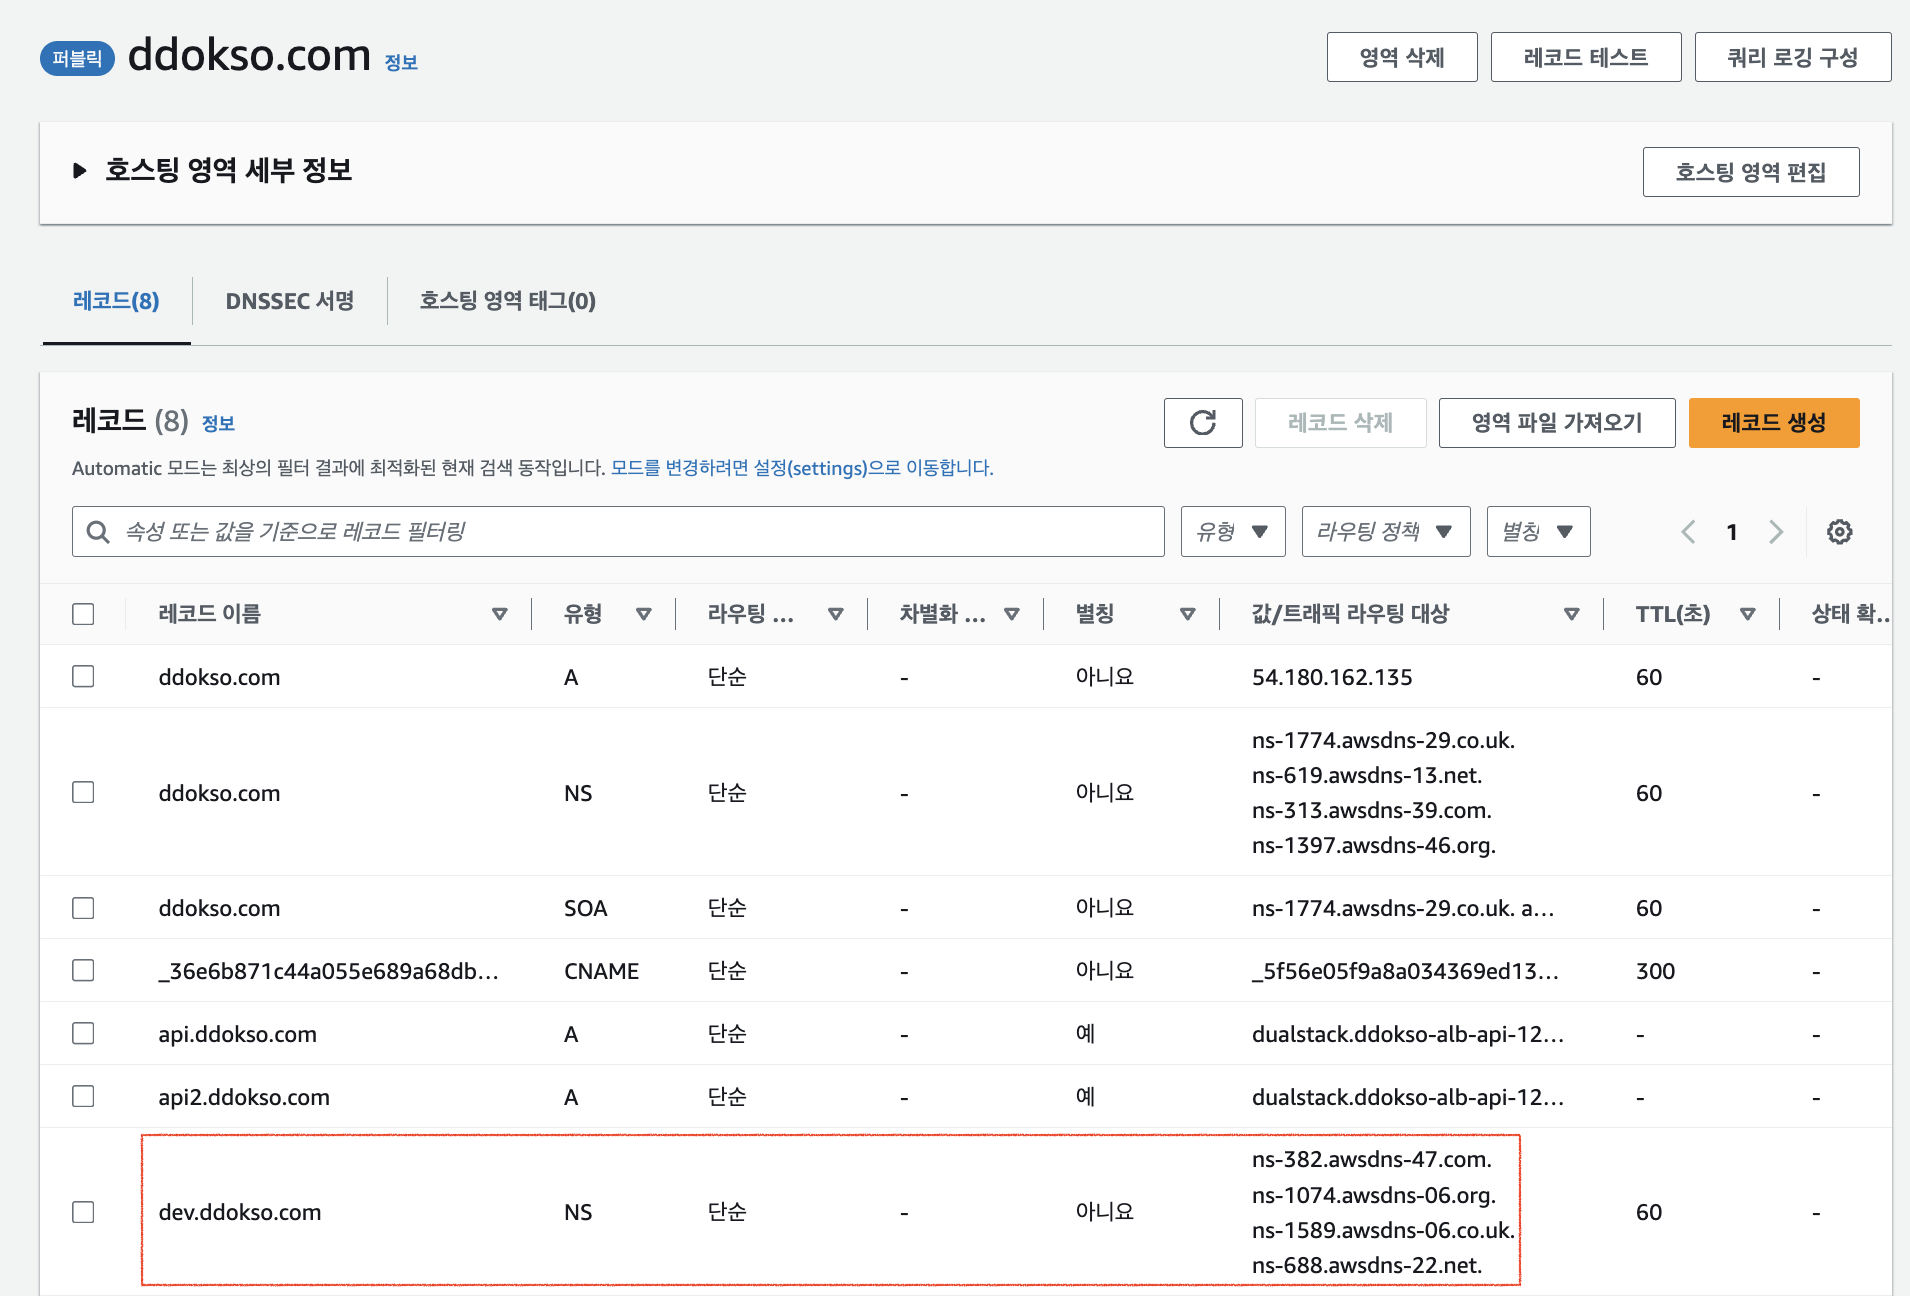 퍼블릭 ddokso.com 정보
영역 삭제 레코드 테스트 쿼리 로깅 구성
호스팅 영역 세부 정보 호스팅 영역 편집
레코드(8) DNSSEC 서명 호스팅 영역 태그(0)
레코드 (8) 정보 레코드 삭제 영역 파일 가져오기 레코드 생성
Automatic 모드는 최상의 필터 결과에 최적화된 현재 검색 동작입니다. 모드를 변경하려면 설정(settings)으로 이동합니다.
속성 또는 값을 기준으로 레코드 필터링 유형 라우팅 정책 별칭 1
레코드 이름 유형 라우팅 ... 차별화 ... 별칭 값/트래픽 라우팅 대상 TTL(초) 상태 확...
ddokso.com A 단순 - 아니요 54.180.162.135 60 -
ns-1774.awsdns-29.co.uk.
ns-619.awsdns-13.net.
ddokso.com NS 단순 - 아니요 60 -
ns-313.awsdns-39.com.
ns-1397.awsdns-46.org.
ddokso.com SOA 단순 - 아니요 ns-1774.awsdns-29.co.uk. a... 60 -
_36e6b871c44a055e689a68db... CNAME 단순 - 아니요 _5f56e05f9a8a034369ed13... 300 -
api.ddokso.com A 단순 - 예 dualstack.ddokso-alb-api-12... - -
api2.ddokso.com A 단순 - 예 dualstack.ddokso-alb-api-12... - -
ns-382.awsdns-47.com.
ns-1074.awsdns-06.org.
dev.ddokso.com NS 단순 - 아니요 60 -
ns-1589.awsdns-06.co.uk.
ns-688.awsdns-22.net.